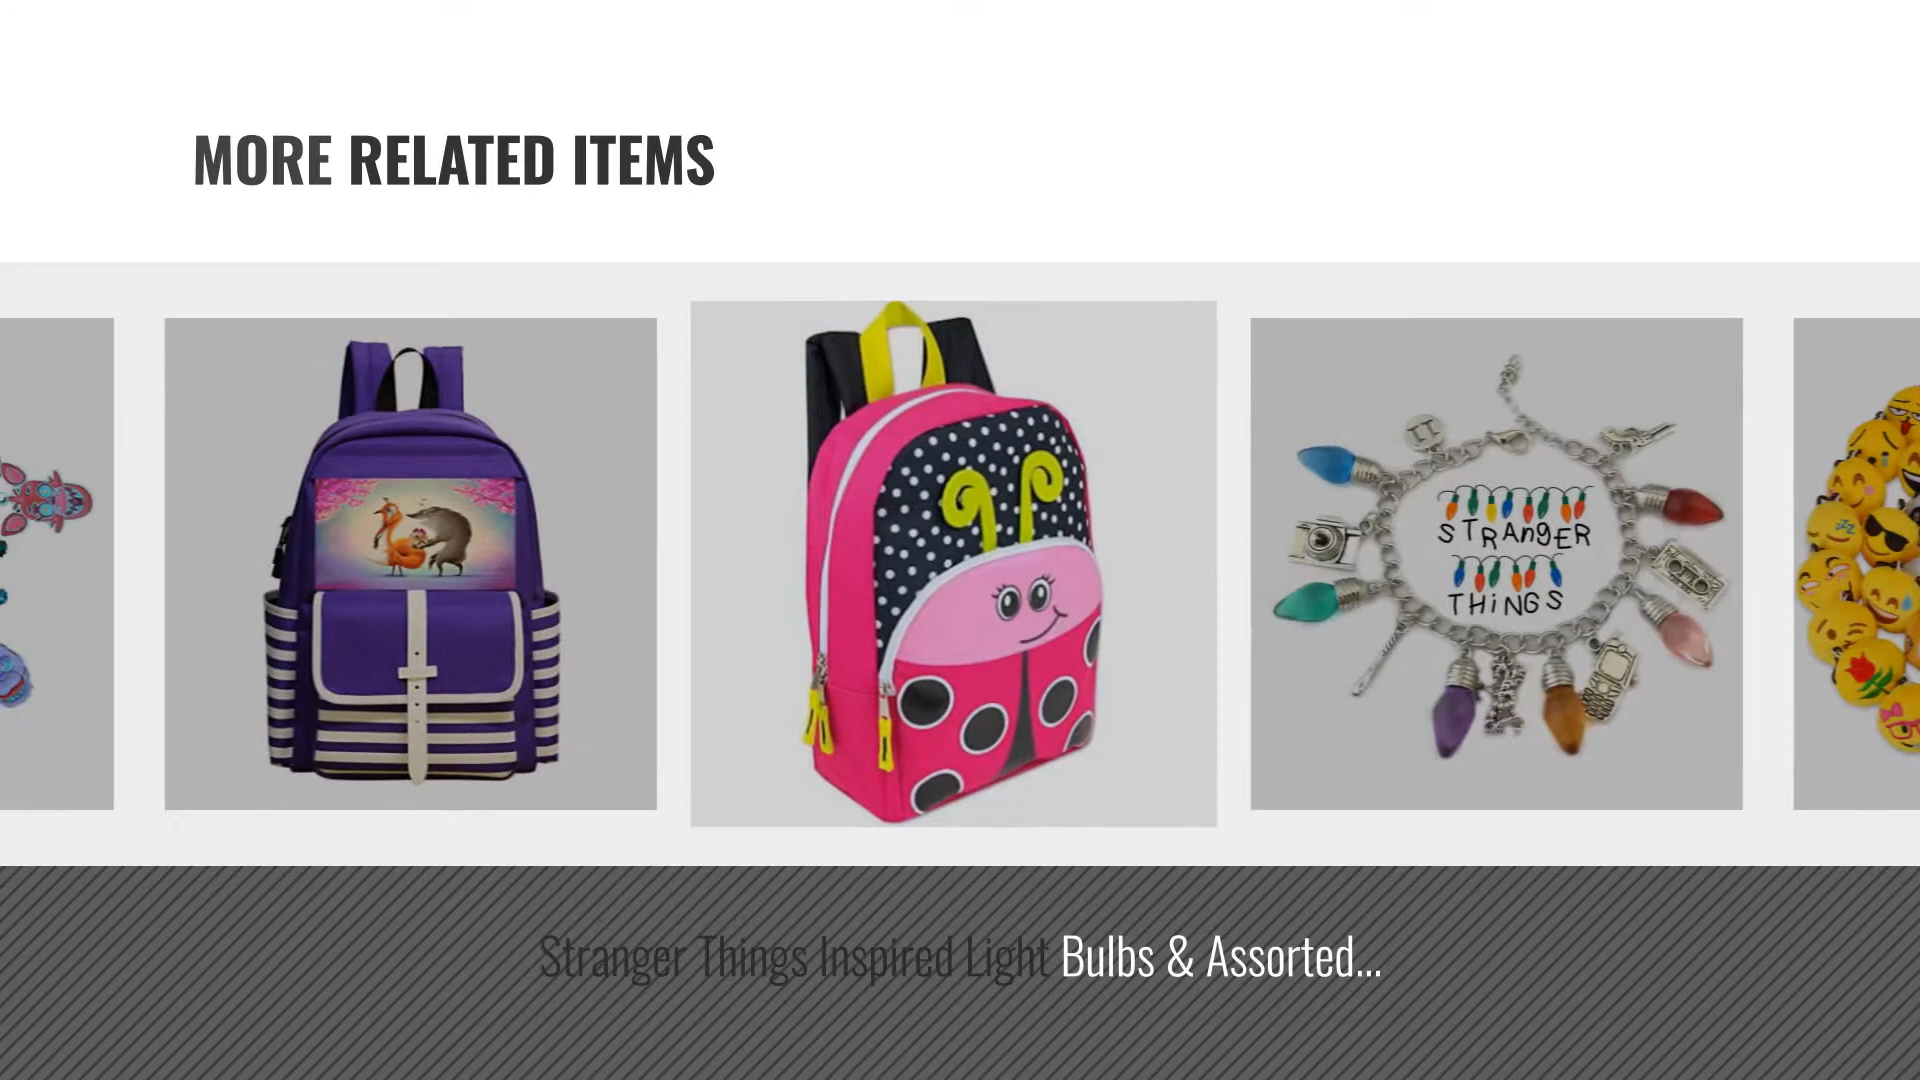 MORE RELATED ITEMS
STRANGER
THiNGS
Stranger Things Inspired Light Bulbs & Assorted...